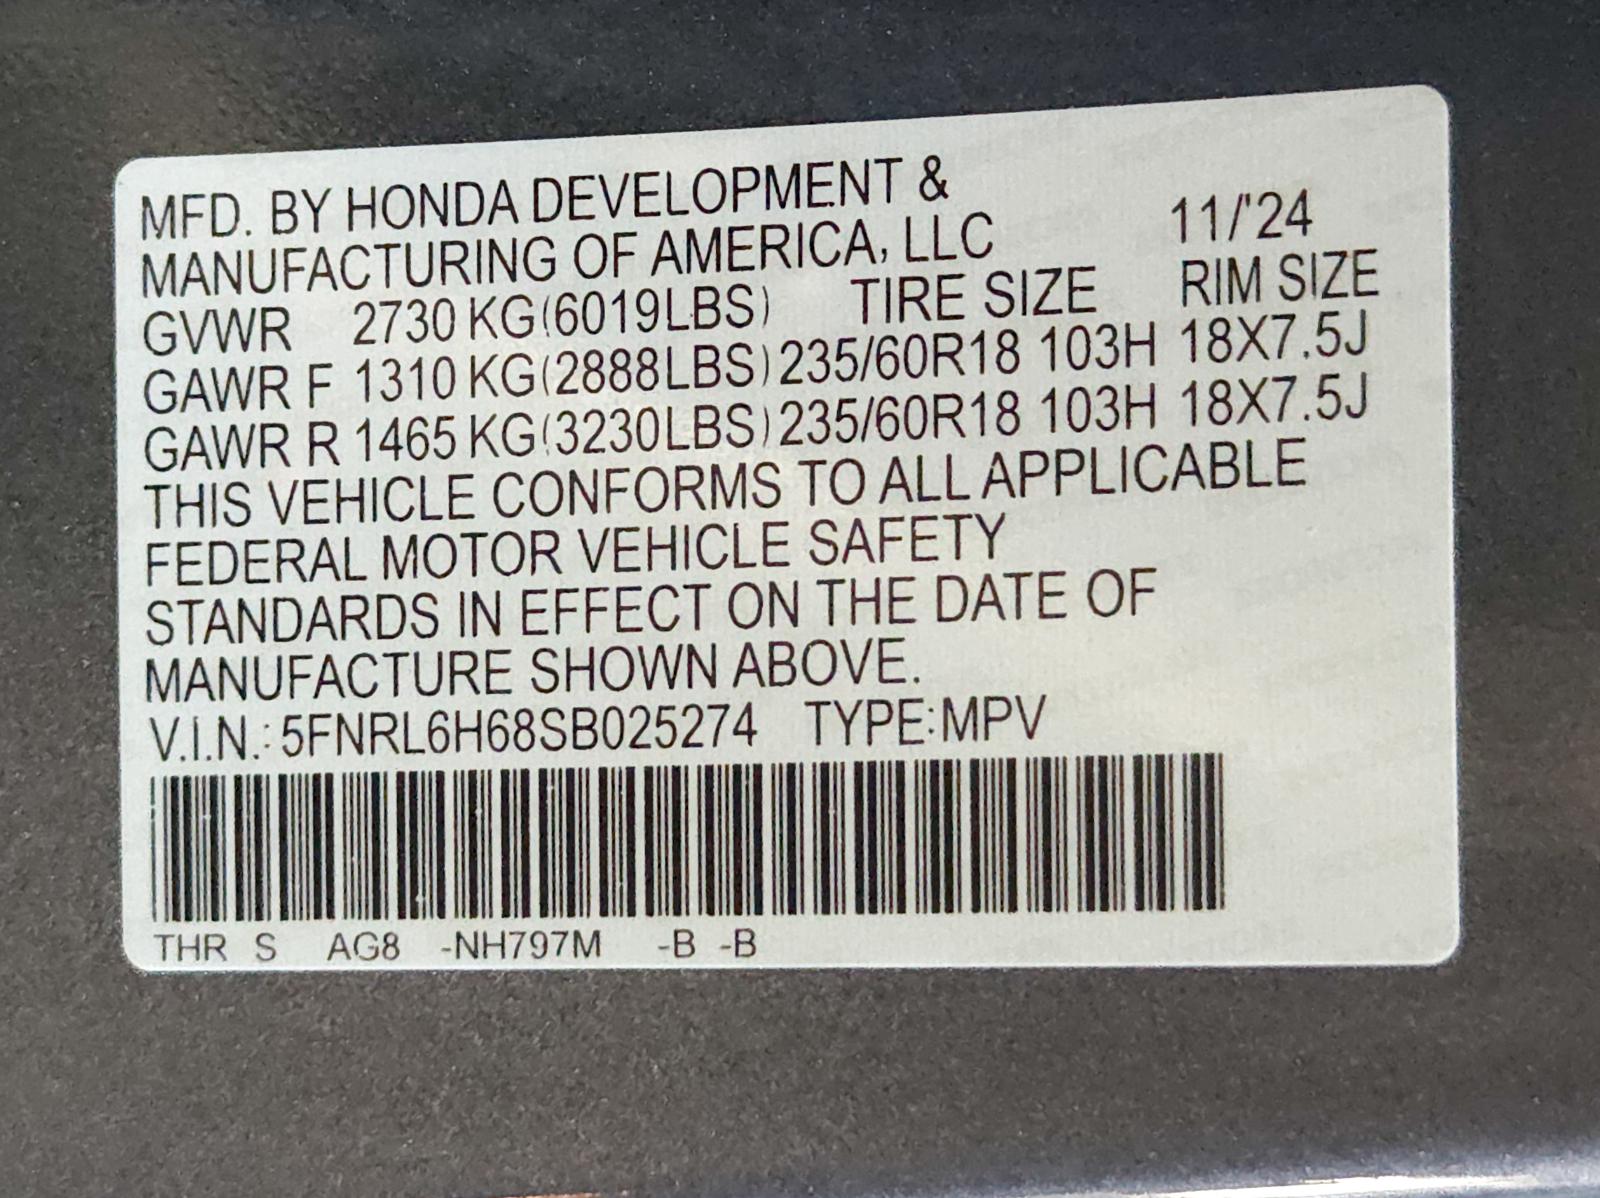 MFD. BY HONDA DEVELOPMENT &
MANUFACTURING OF AMERICA, LLC 11/'24
GVWR 2730 KG(6019LBS) TIRE SIZE RIM SIZE
GAWR F 1310 KG(2888LBS) 235/60R18 103H 18X7.5J
GAWR R 1465 KG(3230LBS) 235/60R18 103H 18X7.5J
THIS VEHICLE CONFORMS TO ALL APPLICABLE
FEDERAL MOTOR VEHICLE SAFETY
STANDARDS IN EFFECT ON THE DATE OF
MANUFACTURE SHOWN ABOVE.
V.I.N.: 5FNRL6H68SB025274 TYPE:MPV
THR S AG8 -NH797M -B -B